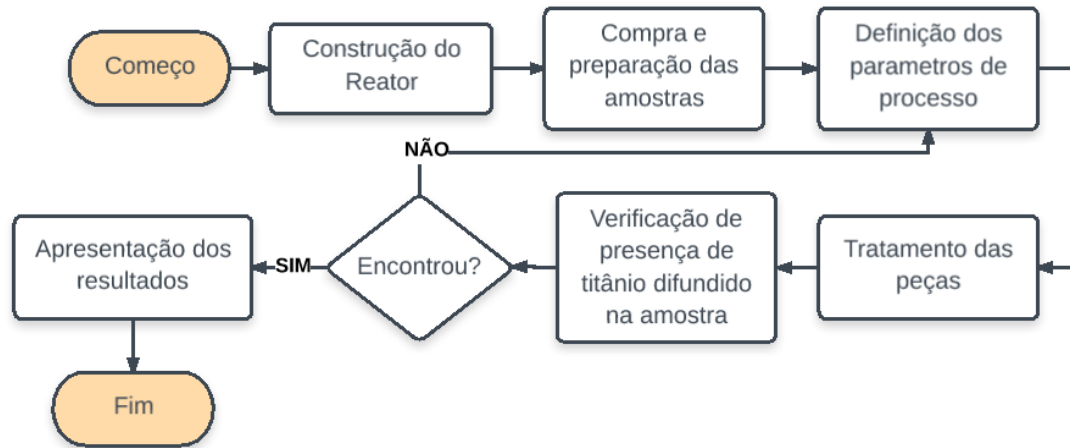 Começo
Construção do
Reator
Compra e
preparação das
amostras
Definição dos
parametros de
processo
Tratamento das
peças
Verificação de
presença de
titânio difundido
na amostra
Encontrou?
NÃO
SIM
Apresentação dos
resultados
Fim